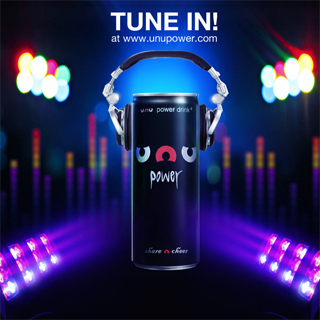 TUNE IN!
at www.unupower.com
unu power drink
power
share n cheer